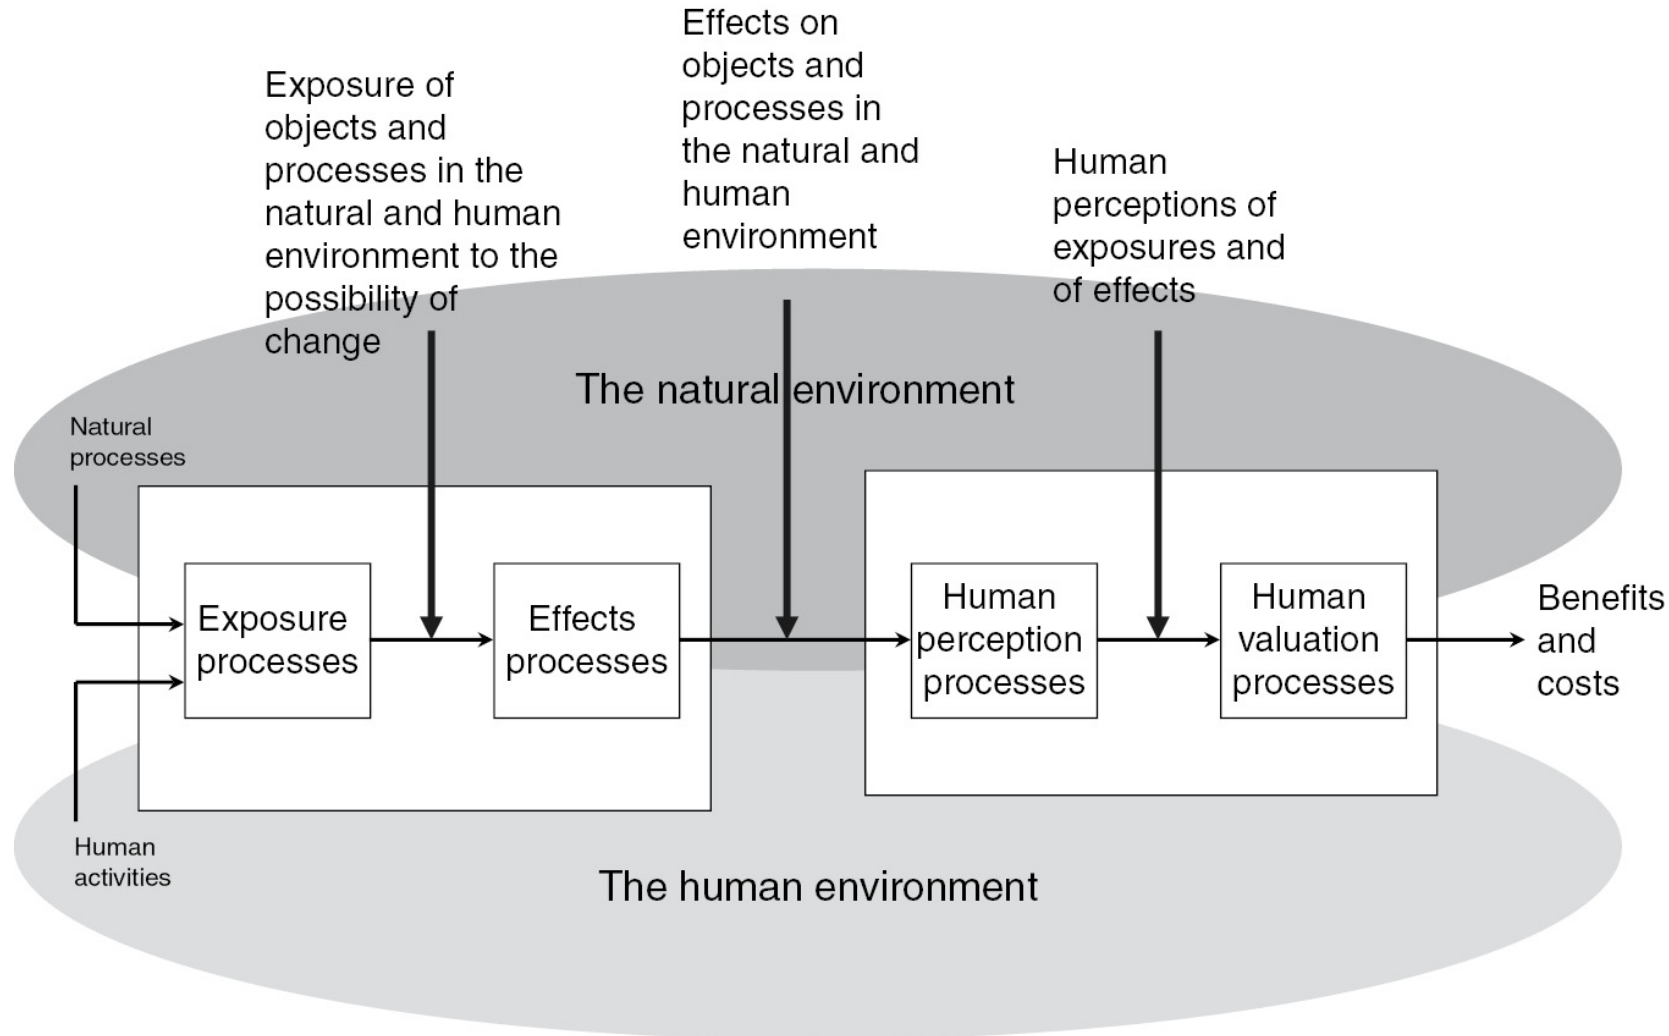 Exposure of
objects and
processes in the
natural and human
environment to the
possibility of
change
Effects on
objects and
processes in
the natural and
human
environment
Human
perceptions of
exposures and
of effects
The natural environment
Natural
processes
Exposure
processes
Effects
processes
Human
perception
processes
Human
valuation
processes
Benefits
and
costs
Human
activities
The human environment